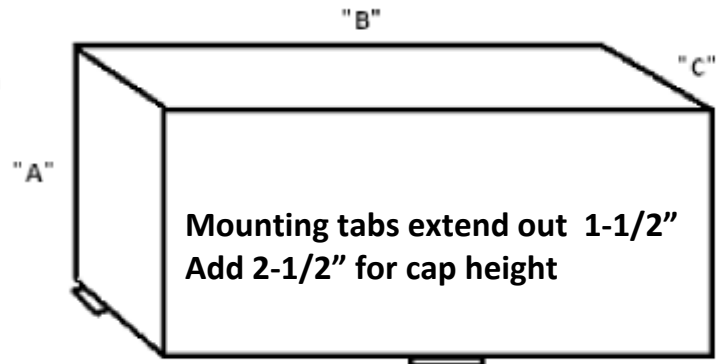 "B"
"C"
"A"
Mounting tabs extend out 1-1/2”
Add 2-1/2” for cap height